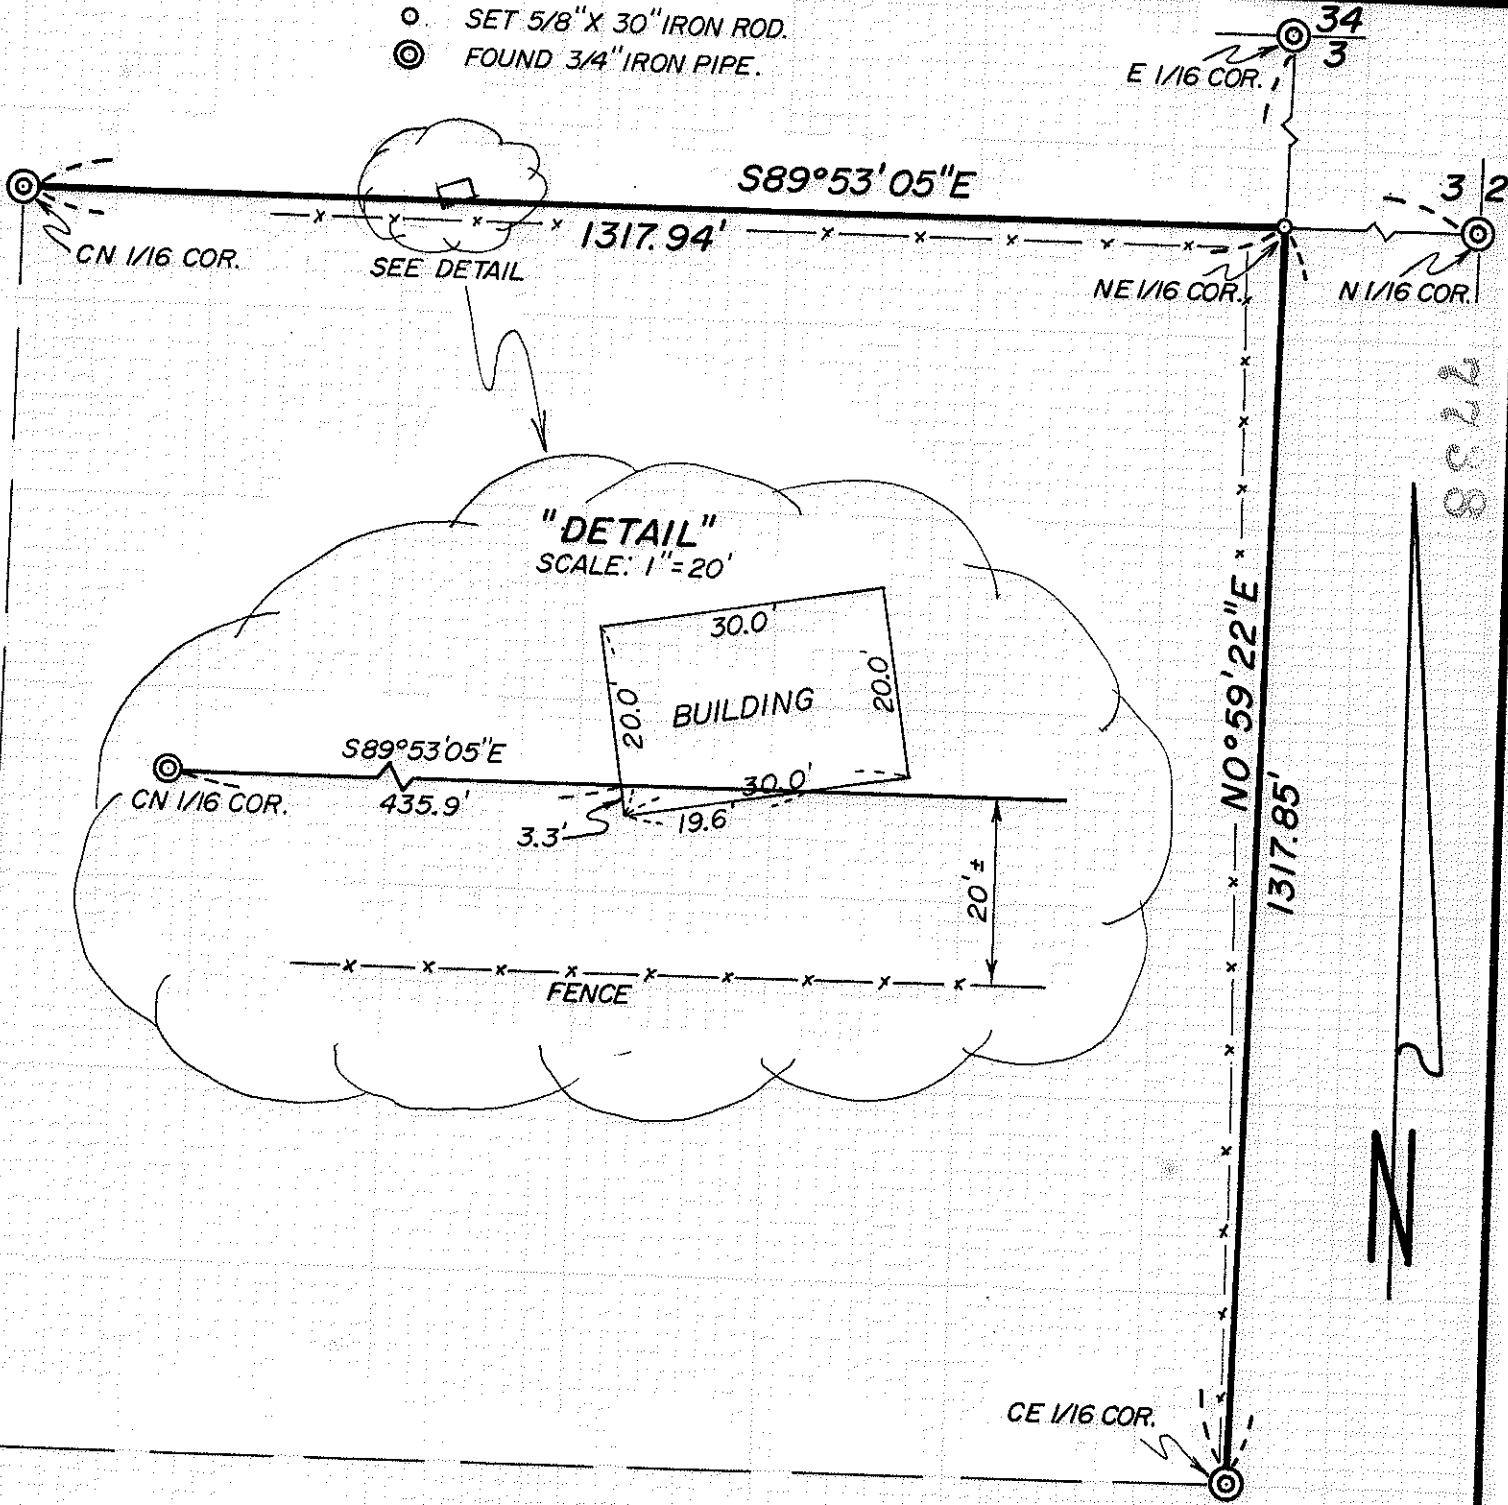 SET 5/8"X 30" IRON ROD.
FOUND 3/4" IRON PIPE.
34
3
E 1/16 COR.
S89°53'05"E
3 2
1317.94'
CN 1/16 COR.
SEE DETAIL
NE 1/16 COR.
N 1/16 COR.
7738
"DETAIL"
SCALE: 1"=20'
30.0'
20.0'
BUILDING
20.0'
N0°59'22"E
S89°53'05"E
30.0'
CN 1/16 COR.
435.9'
3.3'
19.6'
1317.85'
20'±
FENCE
N
CE 1/16 COR.